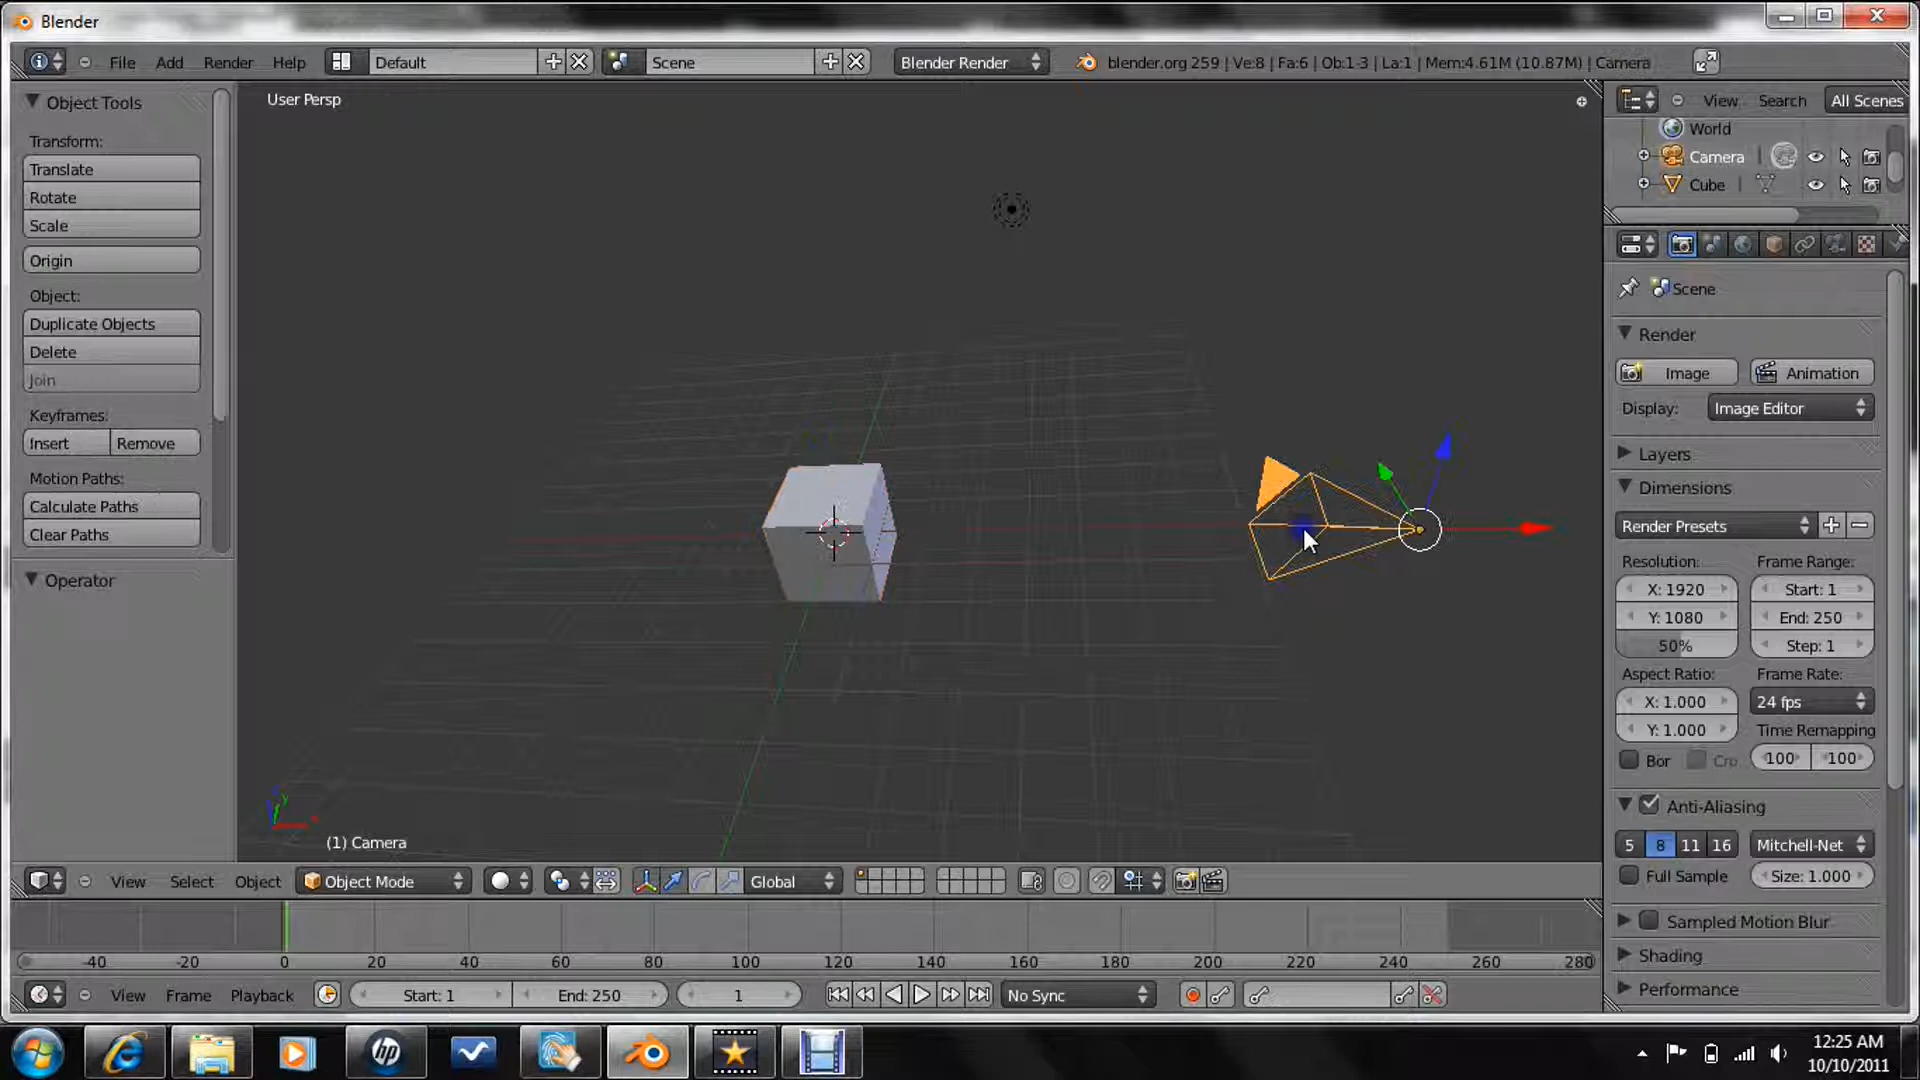 Blender
File Add Render Help Default Scene Blender Render blender.org 259 | Ve:8 | Fa:6 | Ob:1-3 | La:1 | Mem:4.61M (10.87M) | Camera
Object Tools
Transform:
Translate
Rotate
Scale
Origin
Object:
Duplicate Objects
Delete
Join
Keyframes:
Insert Remove
Motion Paths:
Calculate Paths
Clear Paths
Operator
User Persp
(1) Camera
View Search All Scenes
World
Camera
Cube
Scene
Render
Image Animation
Display: Image Editor
Layers
Dimensions
Render Presets
Resolution: Frame Range:
X: 1920 Start: 1
Y: 1080 End: 250
50% Step: 1
Aspect Ratio: Frame Rate:
X: 1.000 24 fps
Y: 1.000 Time Remapping
Bor Cro 100 100
Anti-Aliasing
5 8 11 16 Mitchell-Net
Full Sample Size: 1.000
Sampled Motion Blur
Shading
Performance
View Select Object Object Mode Global
-40 -20 0 20 40 60 80 100 120 140 160 180 200 220 240 260 280
View Frame Playback Start: 1 End: 250 1 No Sync
hp
12:25 AM
10/10/2011